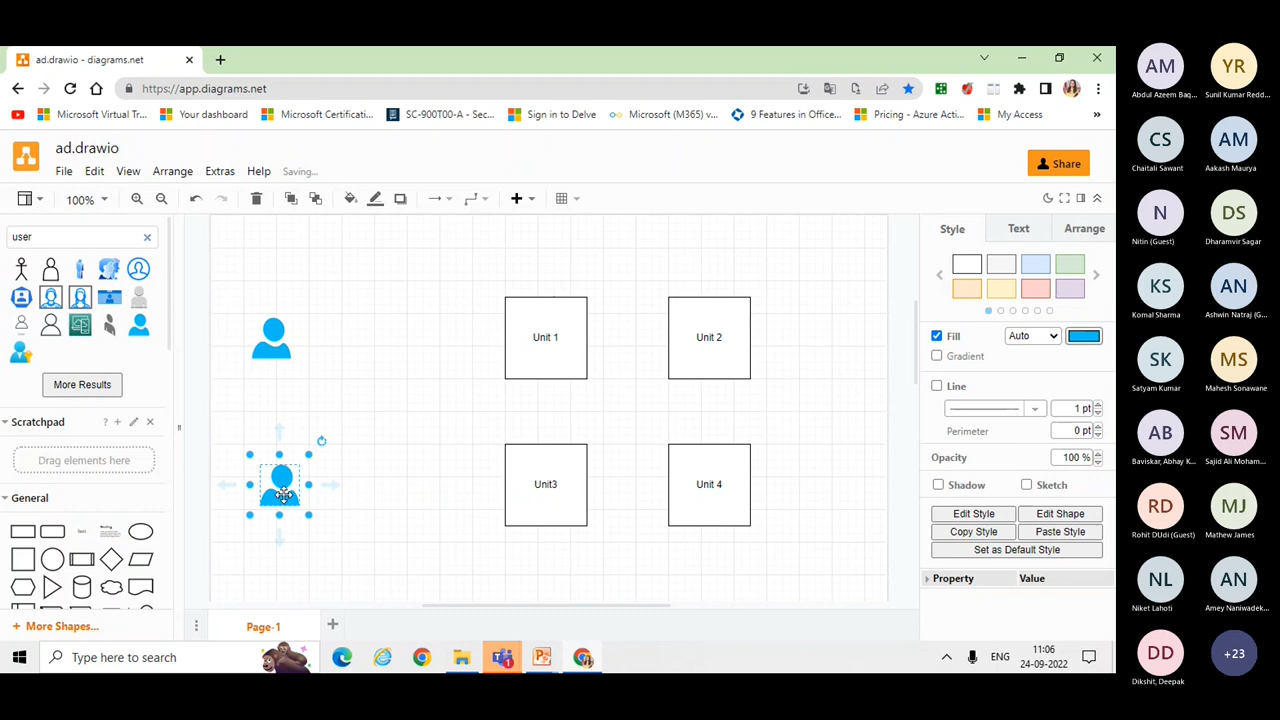 ad.drawio - diagrams.net
https://app.diagrams.net
Microsoft Virtual Tr...
Your dashboard
Microsoft Certificati...
SC-900T00-A - Sec...
Sign in to Delve
Microsoft (M365) v...
9 Features in Office...
Pricing - Azure Acti...
My Access
»
ad.drawio
File Edit View Arrange Extras Help Saving...
Share
100%
user
More Results
Scratchpad
Drag elements here
General
Text
Heading
+ More Shapes...
Unit 1
Unit 2
Unit3
Unit 4
Style Text Arrange
Fill Auto
Gradient
Line
1 pt
Perimeter 0 pt
Opacity 100 %
Shadow Sketch
Edit Style Edit Shape
Copy Style Paste Style
Set as Default Style
Property Value
Page-1
Type here to search
1
ENG
11:06
24-09-2022
AM
Abdul Azeem Baq...
YR
Sunil Kumar Redd...
CS
Chaitali Sawant
AM
Aakash Maurya
N
Nitin (Guest)
DS
Dharamvir Sagar
KS
Komal Sharma
AN
Ashwin Natraj (G...
SK
Satyam Kumar
MS
Mahesh Sonawane
AB
Baviskar, Abhay K...
SM
Sajid Ali Moham...
RD
Rohit DUdi (Guest)
MJ
Mathew James
NL
Niket Lahoti
AN
Amey Naniwadek...
DD
Dikshit, Deepak
+23